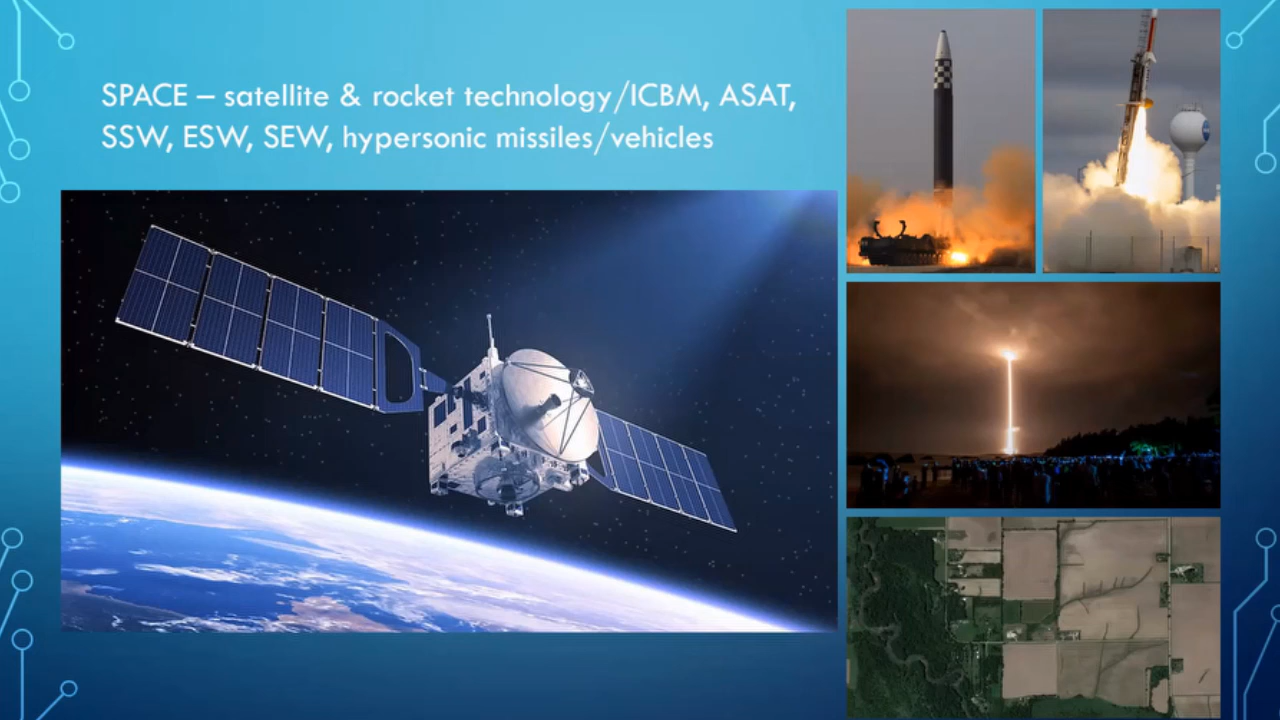 SPACE – satellite & rocket technology/ICBM, ASAT,
SSW, ESW, SEW, hypersonic missiles/vehicles